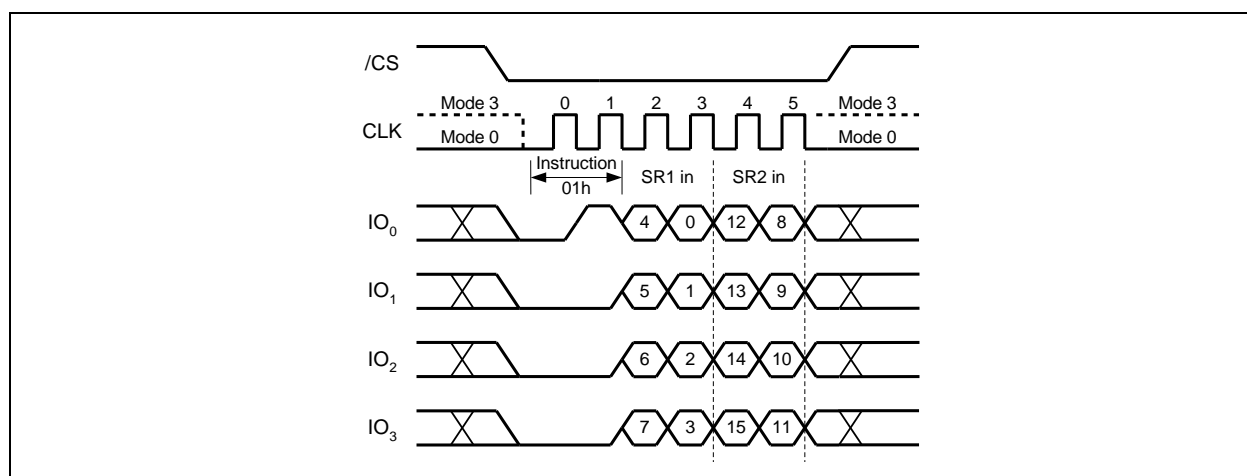 /CS
Mode 3 0 1 2 3 4 5 Mode 3
CLK Mode 0 Mode 0
Instruction
01h SR1 in SR2 in
IO0 4 0 12 8
IO1 5 1 13 9
IO2 6 2 14 10
IO3 7 3 15 11